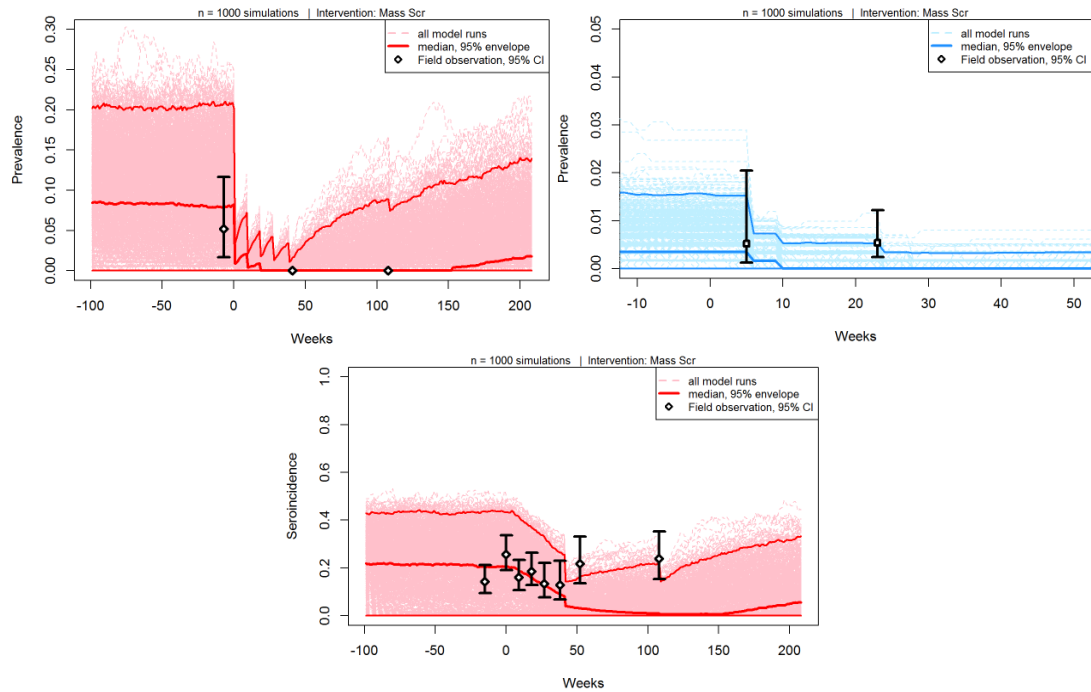 n = 1000 simulations | Intervention: Mass Scr
all model runs
median, 95% envelope
Field observation, 95% CI
Prevalence
0.30
0.25
0.20
0.15
0.10
0.05
0.00
-100 -50 0 50 100 150 200
Weeks
n = 1000 simulations | Intervention: Mass Scr
all model runs
median, 95% envelope
Field observation, 95% CI
Prevalence
0.05
0.04
0.03
0.02
0.01
0.00
-10 0 10 20 30 40 50
Weeks
n = 1000 simulations | Intervention: Mass Scr
all model runs
median, 95% envelope
Field observation, 95% CI
Seroincidence
1.0
0.8
0.6
0.4
0.2
0.0
-100 -50 0 50 100 150 200
Weeks